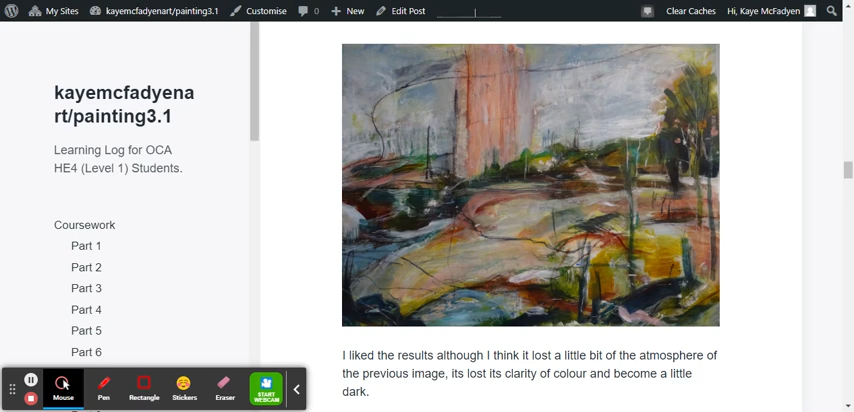 My Sites kayemcfadyenart/painting3.1 Customise 0 New Edit Post Clear Caches Hi, Kaye McFadyen
kayemcfadyena
rt/painting3.1
Learning Log for OCA
HE4 (Level 1) Students.
Coursework
Part 1
Part 2
Part 3
Part 4
Part 5
Part 6
I liked the results although I think it lost a little bit of the atmosphere of
the previous image, its lost its clarity of colour and become a little
dark.
Mouse Pen Rectangle Stickers Eraser START
WEBCAM